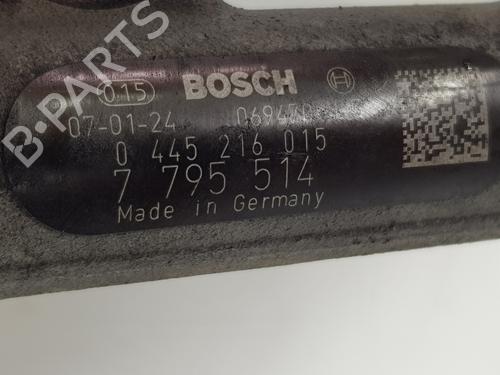 015 BOSCH
07-01-24
0 445 216 015
7 795 514
Made in Germany
B-PARTS